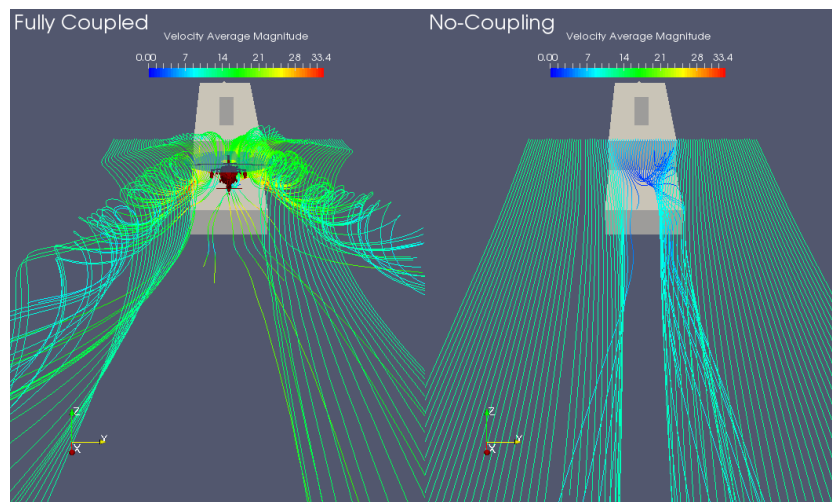 Fully Coupled
Velocity Average Magnitude
0.00 7 14 21 28 33.4
Z
Y
X
No-Coupling
Velocity Average Magnitude
0.00 7 14 21 28 33.4
Z
Y
X